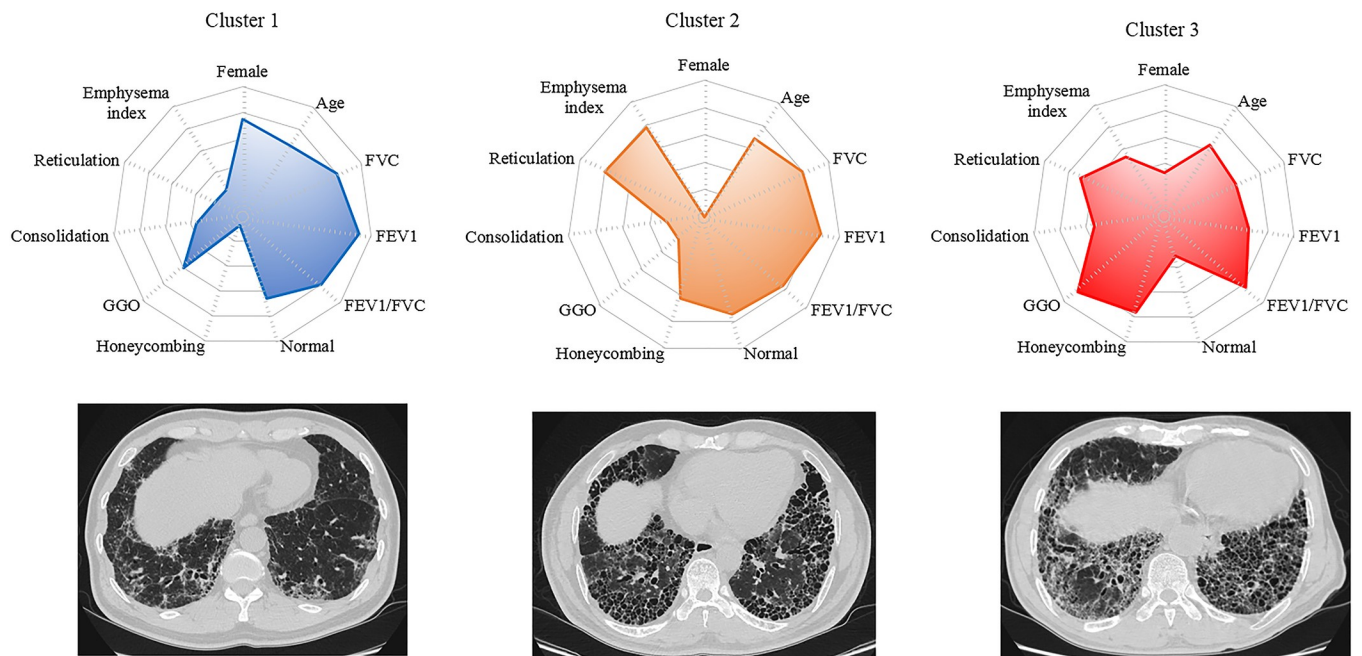 Cluster 1
Female
Age
FVC
FEV1
FEV1/FVC
Normal
Honeycombing
GGO
Consolidation
Reticulation
Emphysema
index
Cluster 2
Female
Age
FVC
FEV1
FEV1/FVC
Normal
Honeycombing
GGO
Consolidation
Reticulation
Emphysema
index
Cluster 3
Female
Age
FVC
FEV1
FEV1/FVC
Normal
Honeycombing
GGO
Consolidation
Reticulation
Emphysema
index